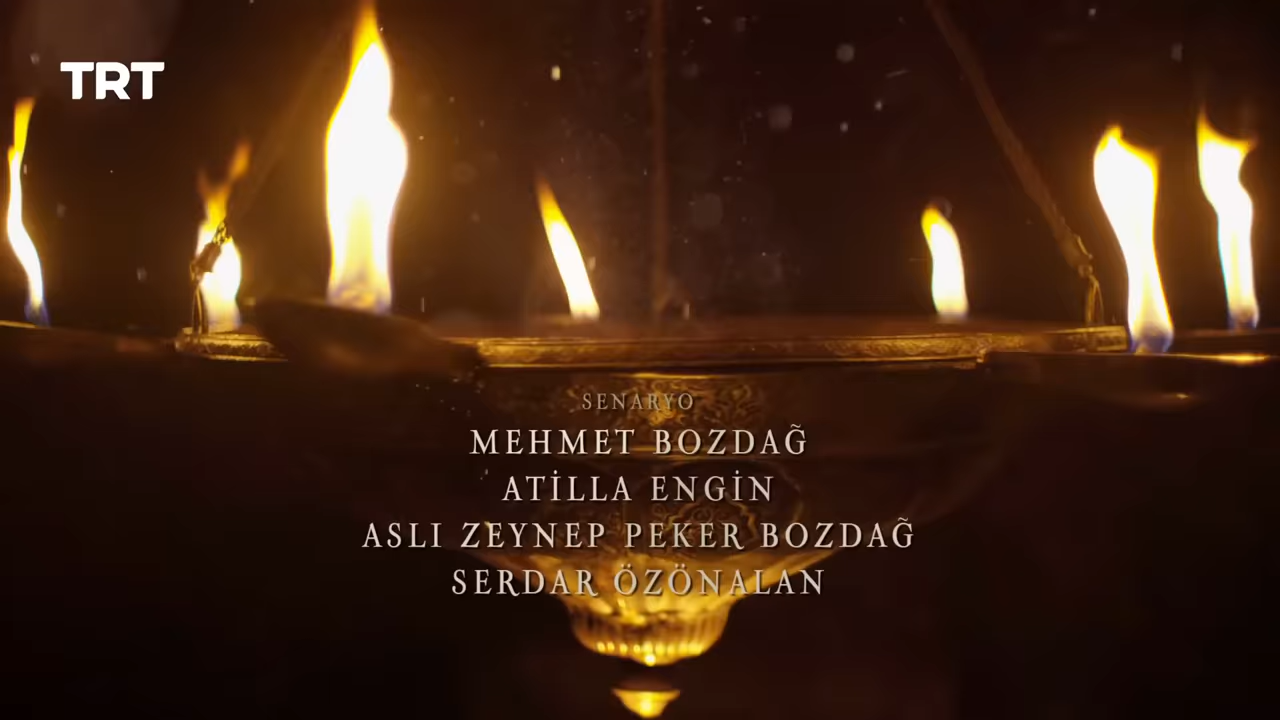 TRT
SENARYO
MEHMET BOZDAĞ
ATİLLA ENGİN
ASLI ZEYNEP PEKER BOZDAĞ
SERDAR ÖZÖNALAN